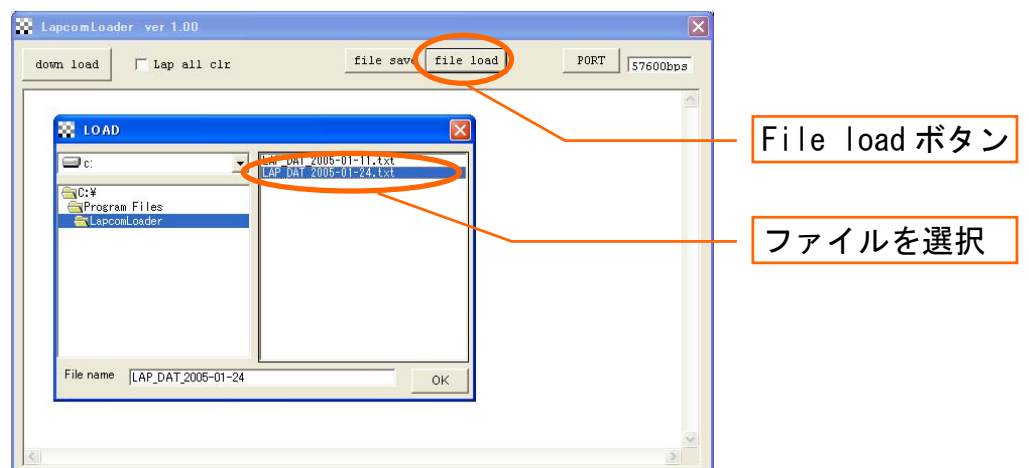 LapcomLoader ver 1.00
down load
Lap all clr
file save
file load
PORT
57600bps
File load ボタン
LOAD
c:
LAP_DAT_2005-01-11.txt
LAP_DAT_2005-01-24.txt
C:¥
Program Files
LapcomLoader
ファイルを選択
File name
LAP_DAT_2005-01-24
OK